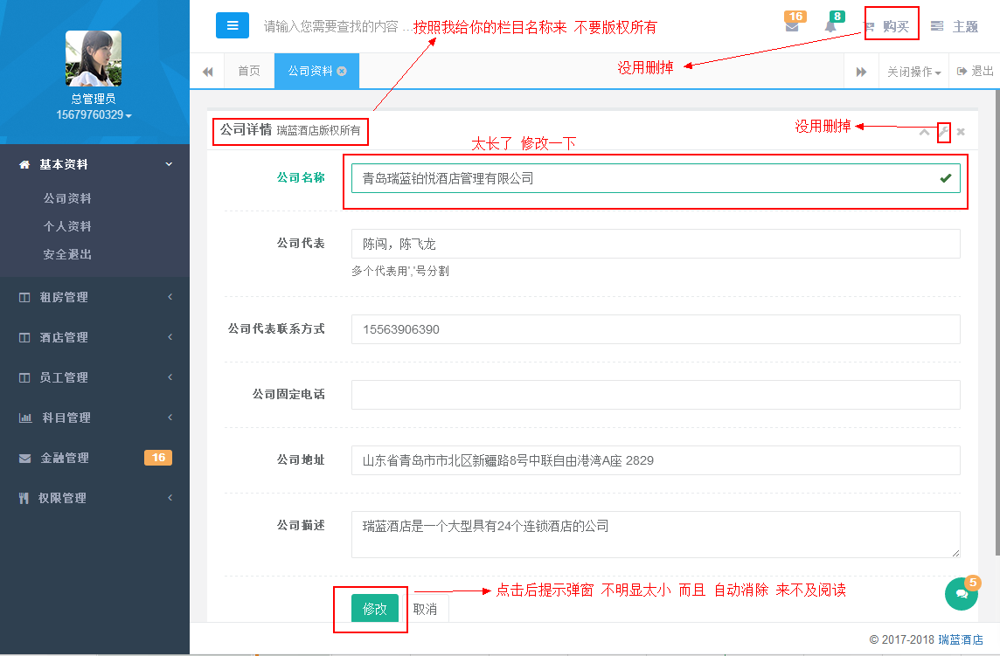 总管理员
15679760329
基本资料
公司资料
个人资料
安全退出
租房管理
酒店管理
员工管理
科目管理
金融管理 16
权限管理
请输入您需要查找的内容 ... 按照我给你的栏目名称来 不要版权所有
16 8 购买 主题
首页 公司资料 没用删掉 关闭操作 退出
公司详情 瑞蓝酒店版权所有 没用删掉
太长了 修改一下
公司名称 青岛瑞蓝铂悦酒店管理有限公司
公司代表 陈闯，陈飞龙
多个代表用','号分割
公司代表联系方式 15563906390
公司固定电话
公司地址 山东省青岛市市北区新疆路8号中联自由港湾A座 2829
公司描述 瑞蓝酒店是一个大型具有24个连锁酒店的公司
修改 取消 点击后提示弹窗 不明显太小 而且 自动消除 来不及阅读
5
© 2017-2018 瑞蓝酒店